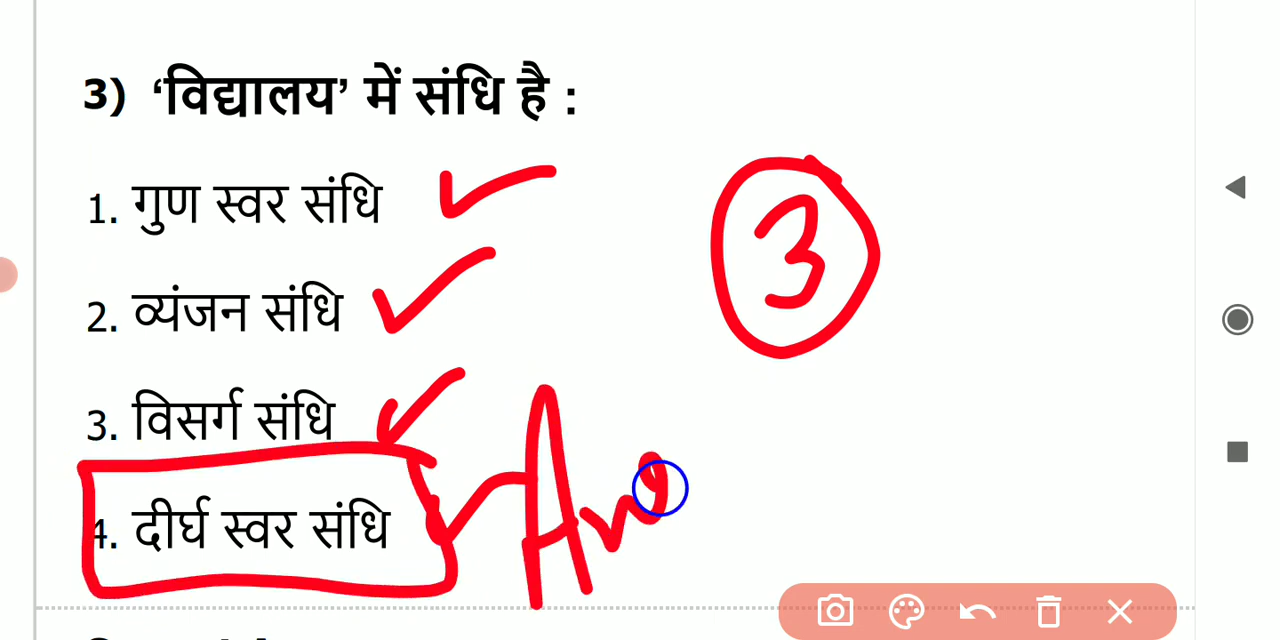 3) ‘विद्यालय’ में संधि है :
1. गुण स्वर संधि
3
2. व्यंजन संधि
3. विसर्ग संधि
4. दीर्घ स्वर संधि
Ans